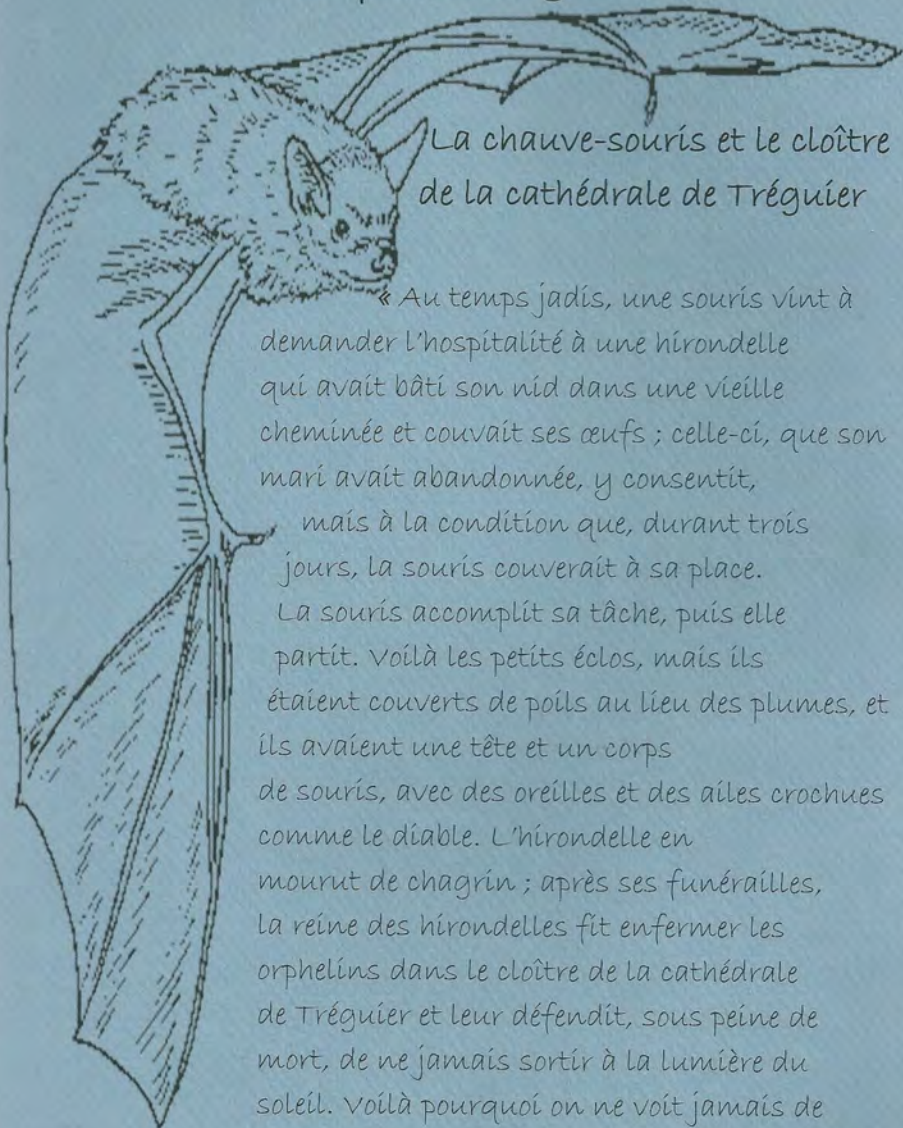 La chauve-souris et le cloître
de la cathédrale de Tréguier
« Au temps jadis, une souris vint à
demander l'hospitalité à une hirondelle
qui avait bâti son nid dans une vieille
cheminée et couvait ses œufs ; celle-ci, que son
mari avait abandonnée, y consentit,
mais à la condition que, durant trois
jours, la souris couverait à sa place.
La souris accomplit sa tâche, puis elle
partit. Voilà les petits éclos, mais ils
étaient couverts de poils au lieu des plumes, et
ils avaient une tête et un corps
de souris, avec des oreilles et des ailes crochues
comme le diable. L'hirondelle en
mourut de chagrin ; après ses funérailles,
la reine des hirondelles fit enfermer les
orphelins dans le cloître de la cathédrale
de Tréguier et leur défendit, sous peine de
mort, de ne jamais sortir à la lumière du
soleil. Voilà pourquoi on ne voit jamais de